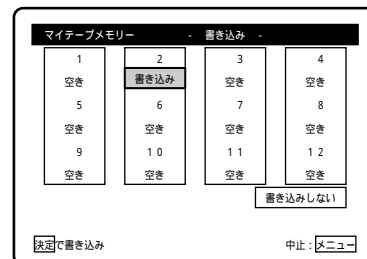 マイテープメモリー - 書き込み -
1 2 3 4
空き 書き込み 空き 空き
5 6 7 8
空き 空き 空き 空き
9 10 11 12
空き 空き 空き 空き
書き込みしない
決定で書き込み 中止：メニュー